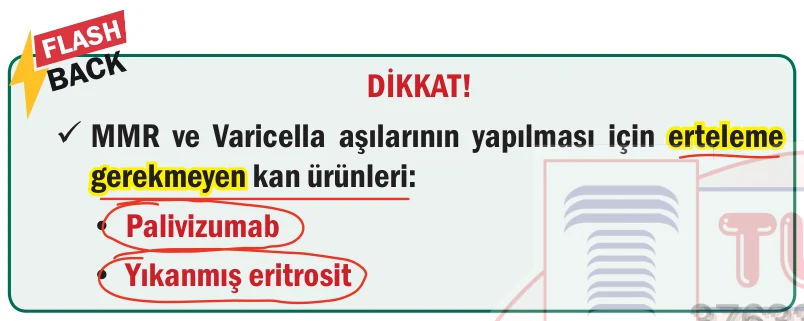 FLASH
BACK
DİKKAT!
✓ MMR ve Varicella aşılarının yapılması için erteleme
gerekmeyen kan ürünleri:
• Palivizumab
• Yıkanmış eritrosit